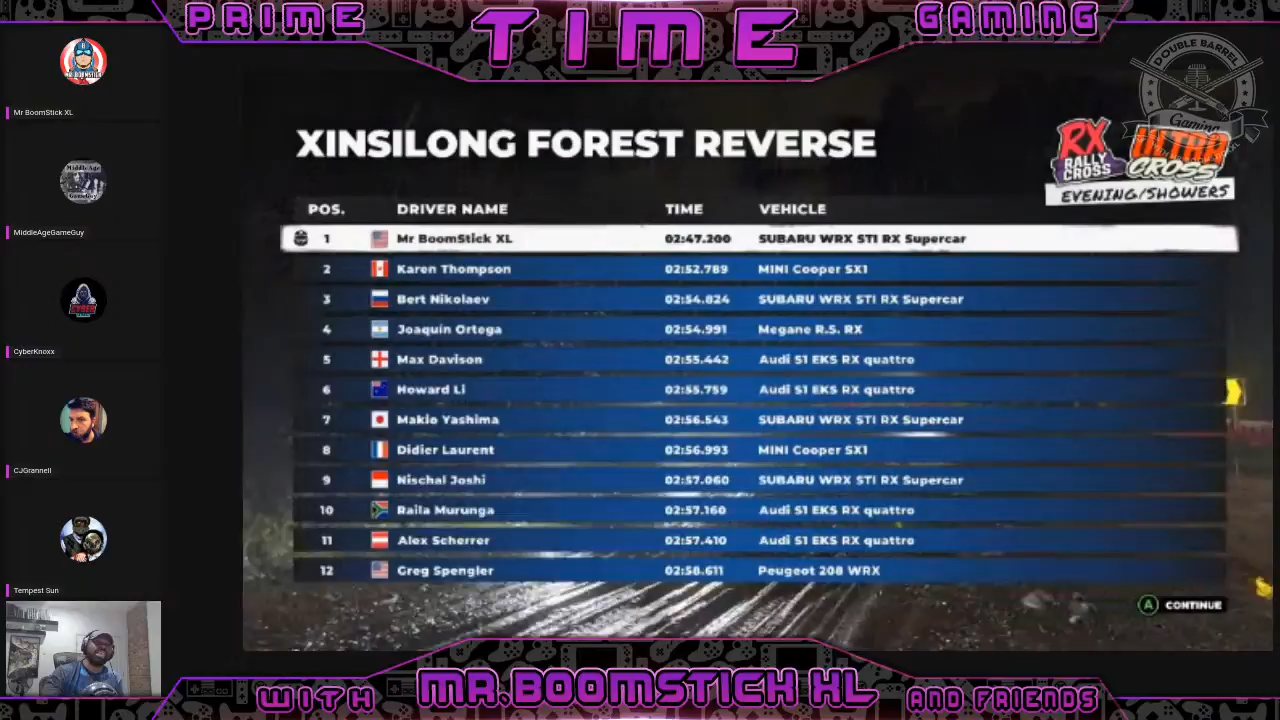 PRIME TIME GAMING
DOUBLE BARREL
Gaming
Mr BoomStick XL
MiddleAgeGameGuy
CyberKnoxx
CJGrannell
Tempest Sun
XINSILONG FOREST REVERSE
RX RALLY CROSS ULTRA CROSS
EVENING/SHOWERS
POS. DRIVER NAME TIME VEHICLE
1 Mr BoomStick XL 02:47.200 SUBARU WRX STI RX Supercar
2 Karen Thompson 02:52.789 MINI Cooper SX1
3 Bert Nikolaev 02:54.824 SUBARU WRX STI RX Supercar
4 Joaquín Ortega 02:54.991 Megane R.S. RX
5 Max Davison 02:55.442 Audi S1 EKS RX quattro
6 Howard Li 02:55.759 Audi S1 EKS RX quattro
7 Makio Yashima 02:56.543 SUBARU WRX STI RX Supercar
8 Didier Laurent 02:56.993 MINI Cooper SX1
9 Nischal Joshi 02:57.060 SUBARU WRX STI RX Supercar
10 Raila Murunga 02:57.160 Audi S1 EKS RX quattro
11 Alex Scherrer 02:57.410 Audi S1 EKS RX quattro
12 Greg Spengler 02:58.611 Peugeot 208 WRX
A CONTINUE
WITH MR.BOOMSTICK XL AND FRIENDS